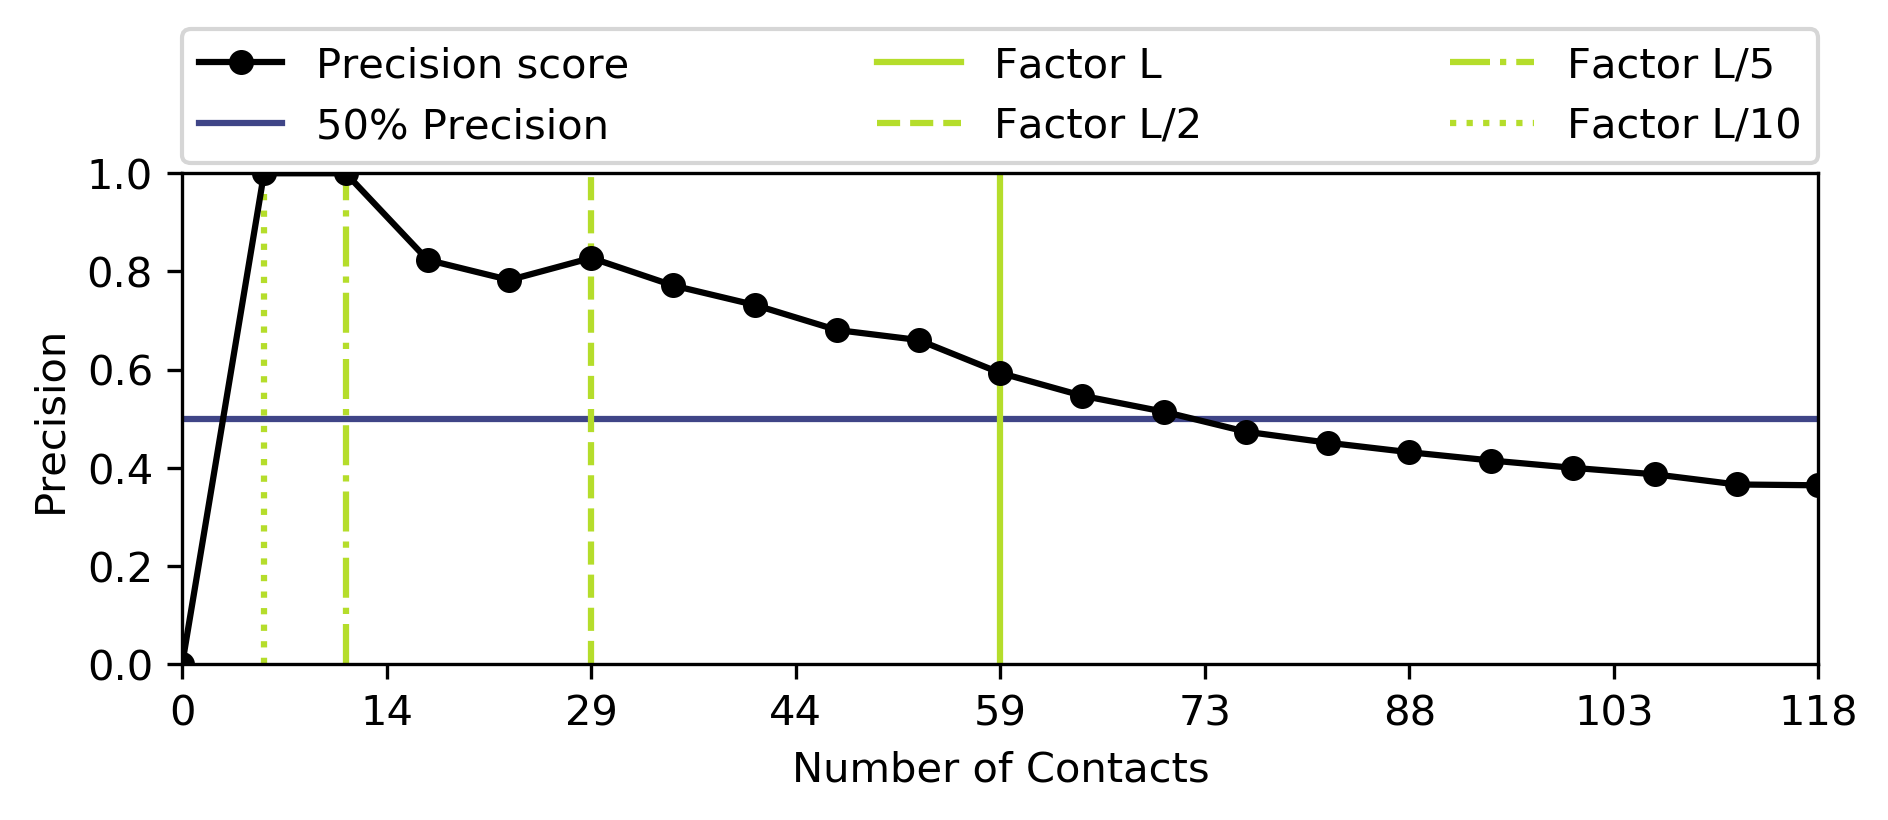 Precision score
50% Precision
Factor L
Factor L/2
Factor L/5
Factor L/10
1.0
0.8
0.6
0.4
0.2
0.0
Precision
0 14 29 44 59 73 88 103 118
Number of Contacts